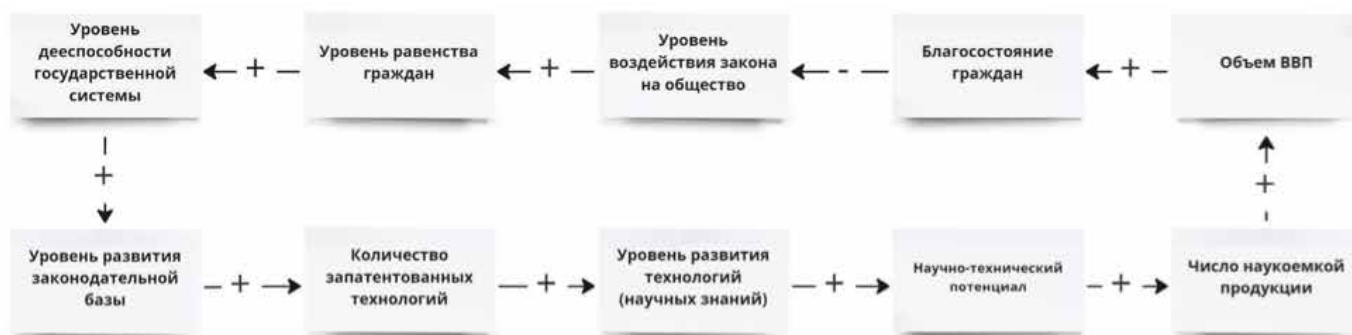 Уровень
дееспособности
государственной
системы
+
Уровень равенства
граждан
+
Уровень
воздействия закона
на общество
-
Благосостояние
граждан
+
Объем ВВП
+
+
Уровень развития
законодательной
базы
+
Количество
запатентованных
технологий
+
Уровень развития
технологий
(научных знаний)
+
Научно-технический
потенциал
+
Число наукоемкой
продукции